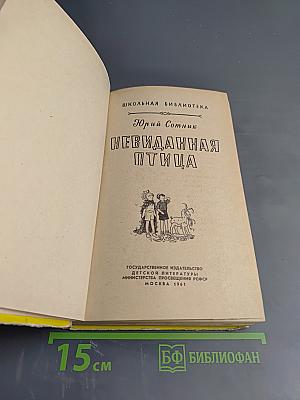 ШКОЛЬНАЯ БИБЛИОТЕКА
Юрий Сотник
НЕВИДАННАЯ
ПТИЦА
ГОСУДАРСТВЕННОЕ ИЗДАТЕЛЬСТВО
ДЕТСКОЙ ЛИТЕРАТУРЫ
МИНИСТЕРСТВА ПРОСВЕЩЕНИЯ РСФСР
МОСКВА 1961
15 см
БФ БИБЛИОФАН